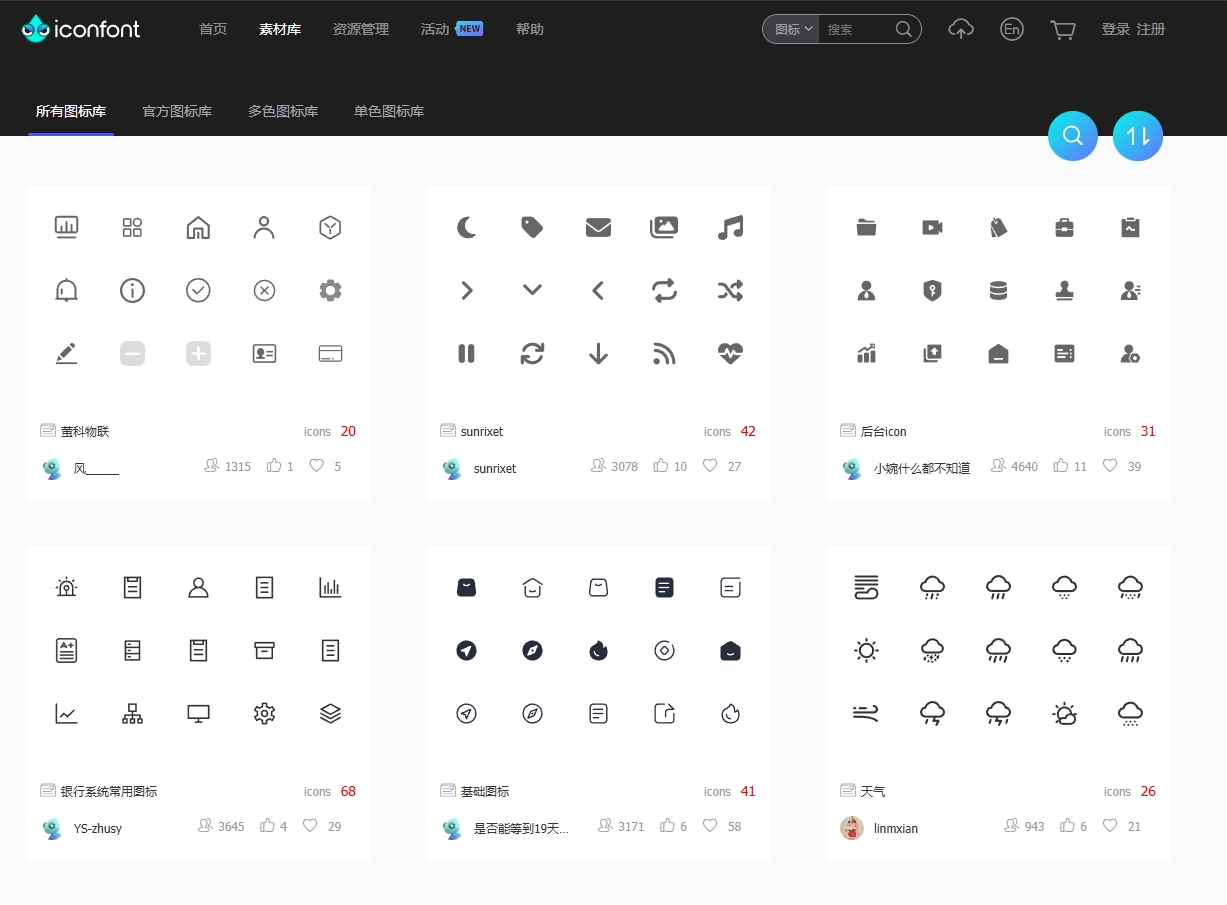 iconfont 首页 素材库 资源管理 活动 NEW 帮助 图标 搜索 En 登录 注册
所有图标库 官方图标库 多色图标库 单色图标库
萤科物联 icons 20
风_____ 1315 1 5
sunrixet icons 42
sunrixet 3078 10 27
后台icon icons 31
小婉什么都不知道 4640 11 39
A+
银行系统常用图标 icons 68
YS-zhusy 3645 4 29
基础图标 icons 41
是否能等到19天... 3171 6 58
天气 icons 26
linmxian 943 6 21